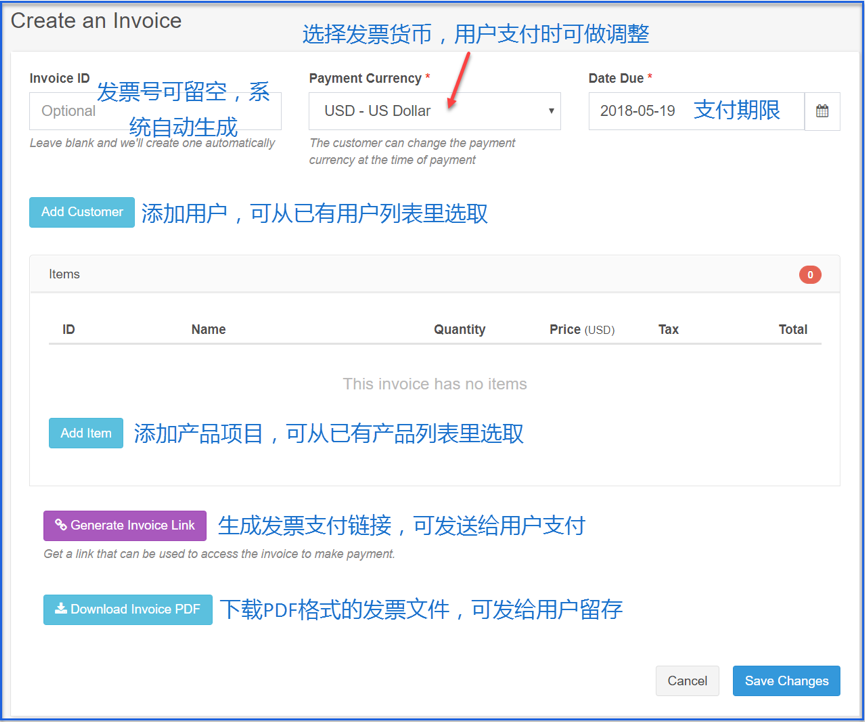 Create an Invoice
选择发票货币，用户支付时可做调整
Invoice ID
Payment Currency *
Date Due *
发票号可留空，系
Optional
USD - US Dollar
2018-05-19
支付期限
统自动生成
Leave blank and we'll create one automatically
The customer can change the payment
currency at the time of payment
Add Customer
添加用户，可从已有用户列表里选取
Items
0
ID Name Quantity Price (USD) Tax Total
This invoice has no items
Add Item
添加产品项目，可从已有产品列表里选取
Generate Invoice Link
生成发票支付链接，可发送给用户支付
Get a link that can be used to access the invoice to make payment.
Download Invoice PDF
下载PDF格式的发票文件，可发给用户留存
Cancel
Save Changes